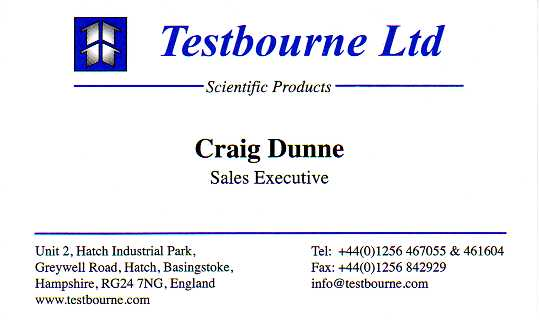 Testbourne Ltd
Scientific Products
Craig Dunne
Sales Executive
Unit 2, Hatch Industrial Park,
Greywell Road, Hatch, Basingstoke,
Hampshire, RG24 7NG, England
www.testbourne.com
Tel: +44(0)1256 467055 & 461604
Fax: +44(0)1256 842929
info@testbourne.com